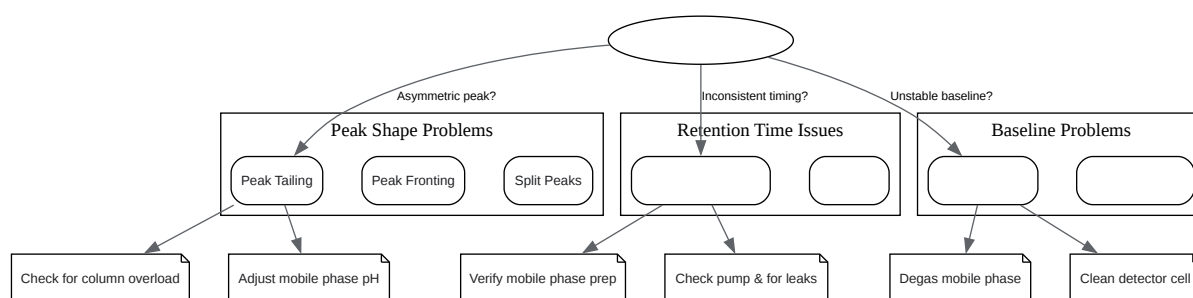 Asymmetric peak?
Inconsistent timing?
Unstable baseline?
Peak Shape Problems
Retention Time Issues
Baseline Problems
Peak Tailing
Peak Fronting
Split Peaks
Check for column overload
Adjust mobile phase pH
Verify mobile phase prep
Check pump & for leaks
Degas mobile phase
Clean detector cell